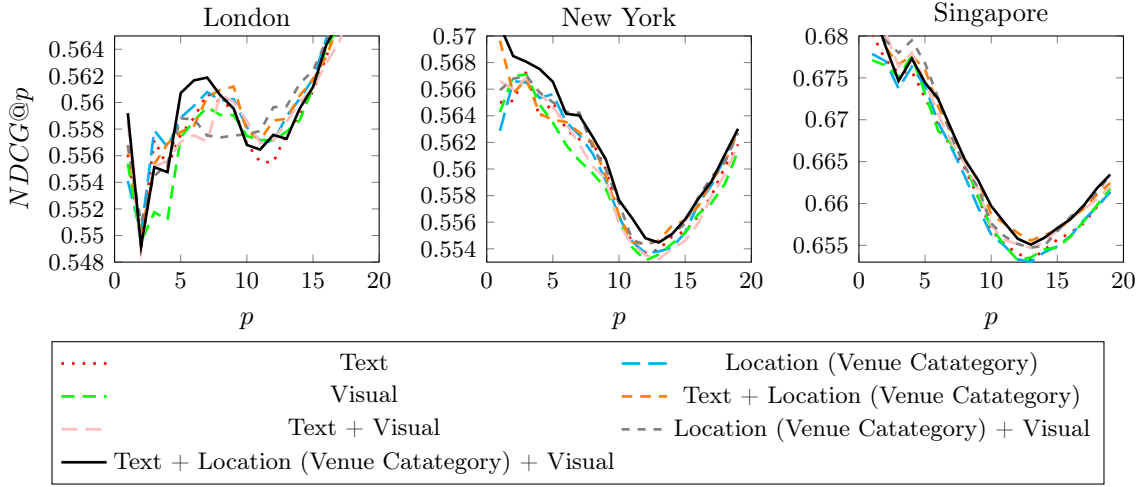 London
New York
Singapore
NDCG@p
0.564
0.562
0.56
0.558
0.556
0.554
0.552
0.55
0.548
0 5 10 15 20
p
0.57
0.568
0.566
0.564
0.562
0.56
0.558
0.556
0.554
0 5 10 15 20
p
0.68
0.675
0.67
0.665
0.66
0.655
0 5 10 15 20
p
Text
Location (Venue Catategory)
Visual
Text + Location (Venue Catategory)
Text + Visual
Location (Venue Catategory) + Visual
Text + Location (Venue Catategory) + Visual